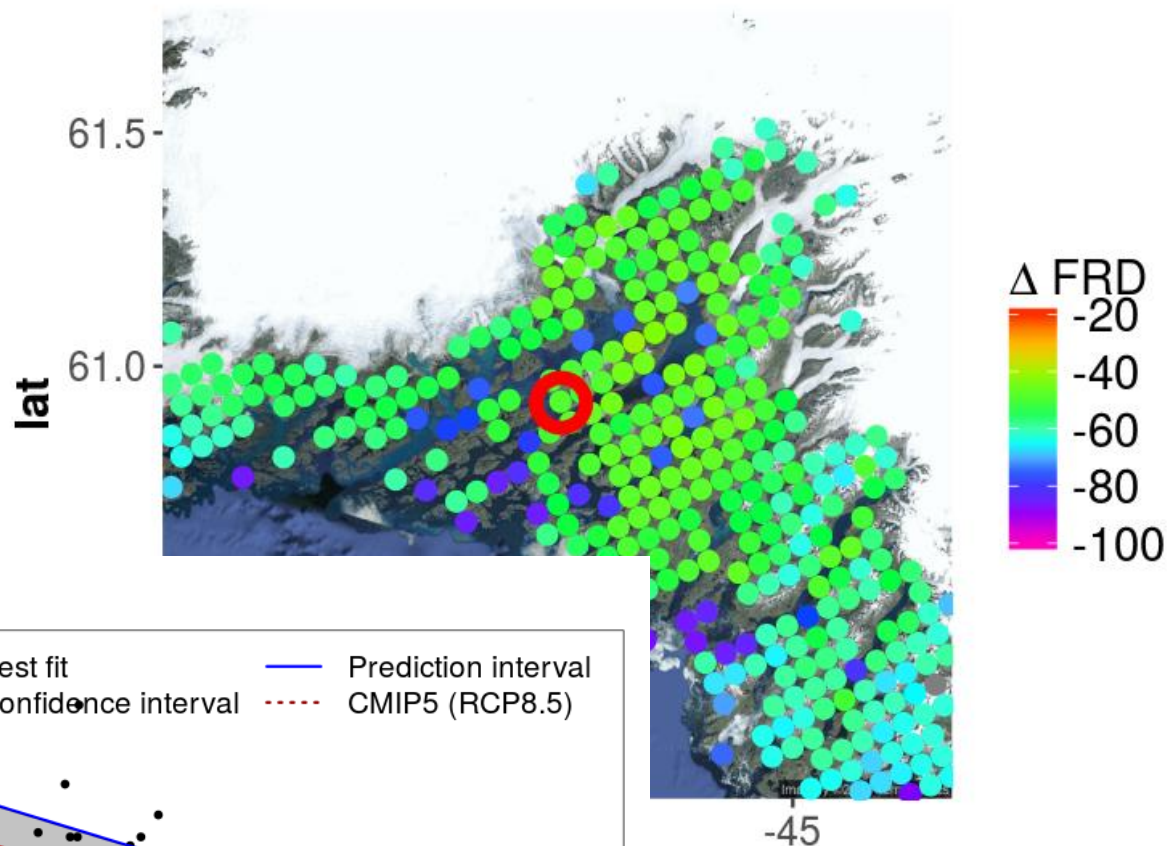 61.5
61.0
lat
Δ FRD
-20
-40
-60
-80
-100
-45
est fit
onfidence interval
Prediction interval
CMIP5 (RCP8.5)